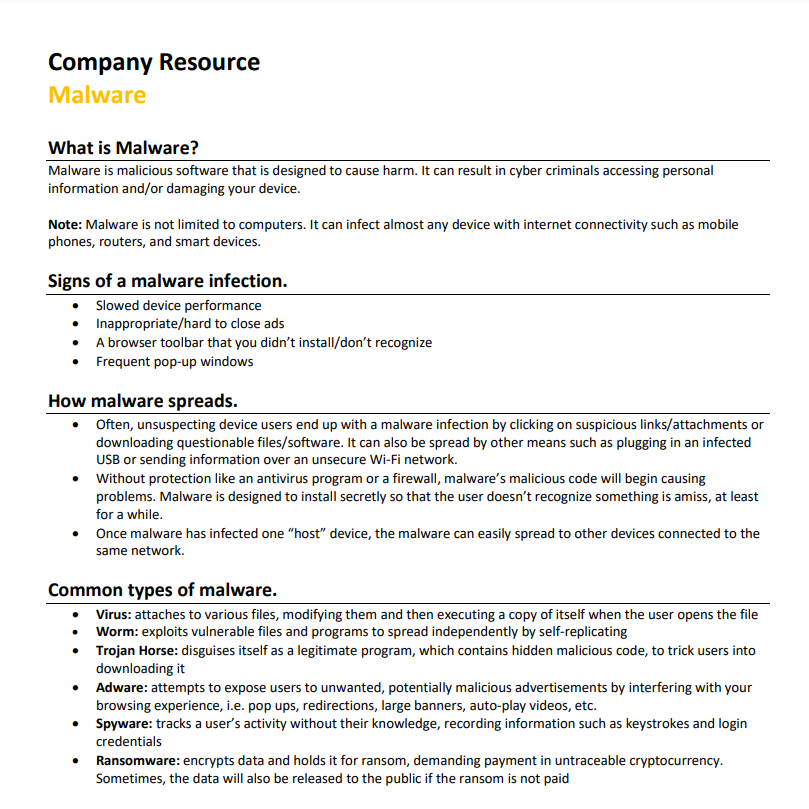 Company Resource
Malware
What is Malware?
Malware is malicious software that is designed to cause harm. It can result in cyber criminals accessing personal
information and/or damaging your device.
Note: Malware is not limited to computers. It can infect almost any device with internet connectivity such as mobile
phones, routers, and smart devices.
Signs of a malware infection.
• Slowed device performance
• Inappropriate/hard to close ads
• A browser toolbar that you didn’t install/don’t recognize
• Frequent pop-up windows
How malware spreads.
• Often, unsuspecting device users end up with a malware infection by clicking on suspicious links/attachments or
downloading questionable files/software. It can also be spread by other means such as plugging in an infected
USB or sending information over an unsecure Wi-Fi network.
• Without protection like an antivirus program or a firewall, malware’s malicious code will begin causing
problems. Malware is designed to install secretly so that the user doesn’t recognize something is amiss, at least
for a while.
• Once malware has infected one “host” device, the malware can easily spread to other devices connected to the
same network.
Common types of malware.
• Virus: attaches to various files, modifying them and then executing a copy of itself when the user opens the file
• Worm: exploits vulnerable files and programs to spread independently by self-replicating
• Trojan Horse: disguises itself as a legitimate program, which contains hidden malicious code, to trick users into
downloading it
• Adware: attempts to expose users to unwanted, potentially malicious advertisements by interfering with your
browsing experience, i.e. pop ups, redirections, large banners, auto-play videos, etc.
• Spyware: tracks a user’s activity without their knowledge, recording information such as keystrokes and login
credentials
• Ransomware: encrypts data and holds it for ransom, demanding payment in untraceable cryptocurrency.
Sometimes, the data will also be released to the public if the ransom is not paid